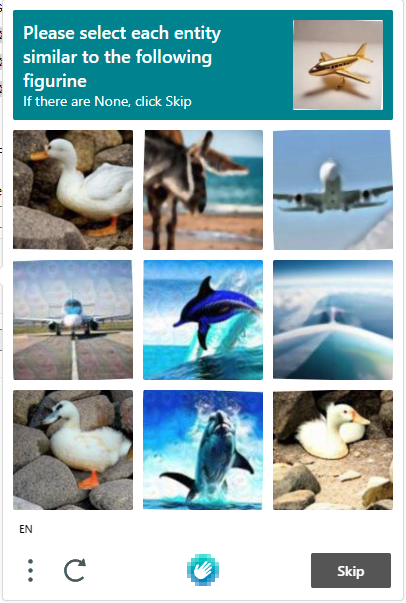 Please select each entity
similar to the following
figurine
If there are None, click Skip
EN
Skip